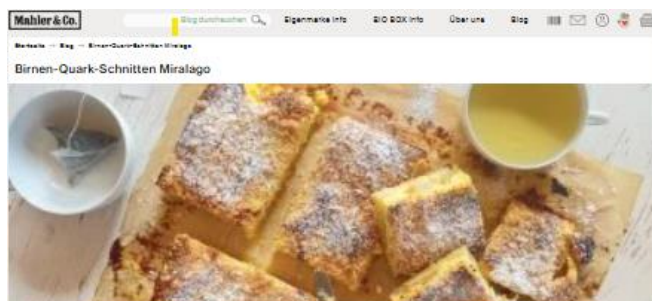 Mahler & Co.
Blog durchsuchen
Eigenmarke Info
BIO BOX Info
Über uns
Blog
Startseite → Blog → Birnen-Quark-Schnitten Miralago
Birnen-Quark-Schnitten Miralago